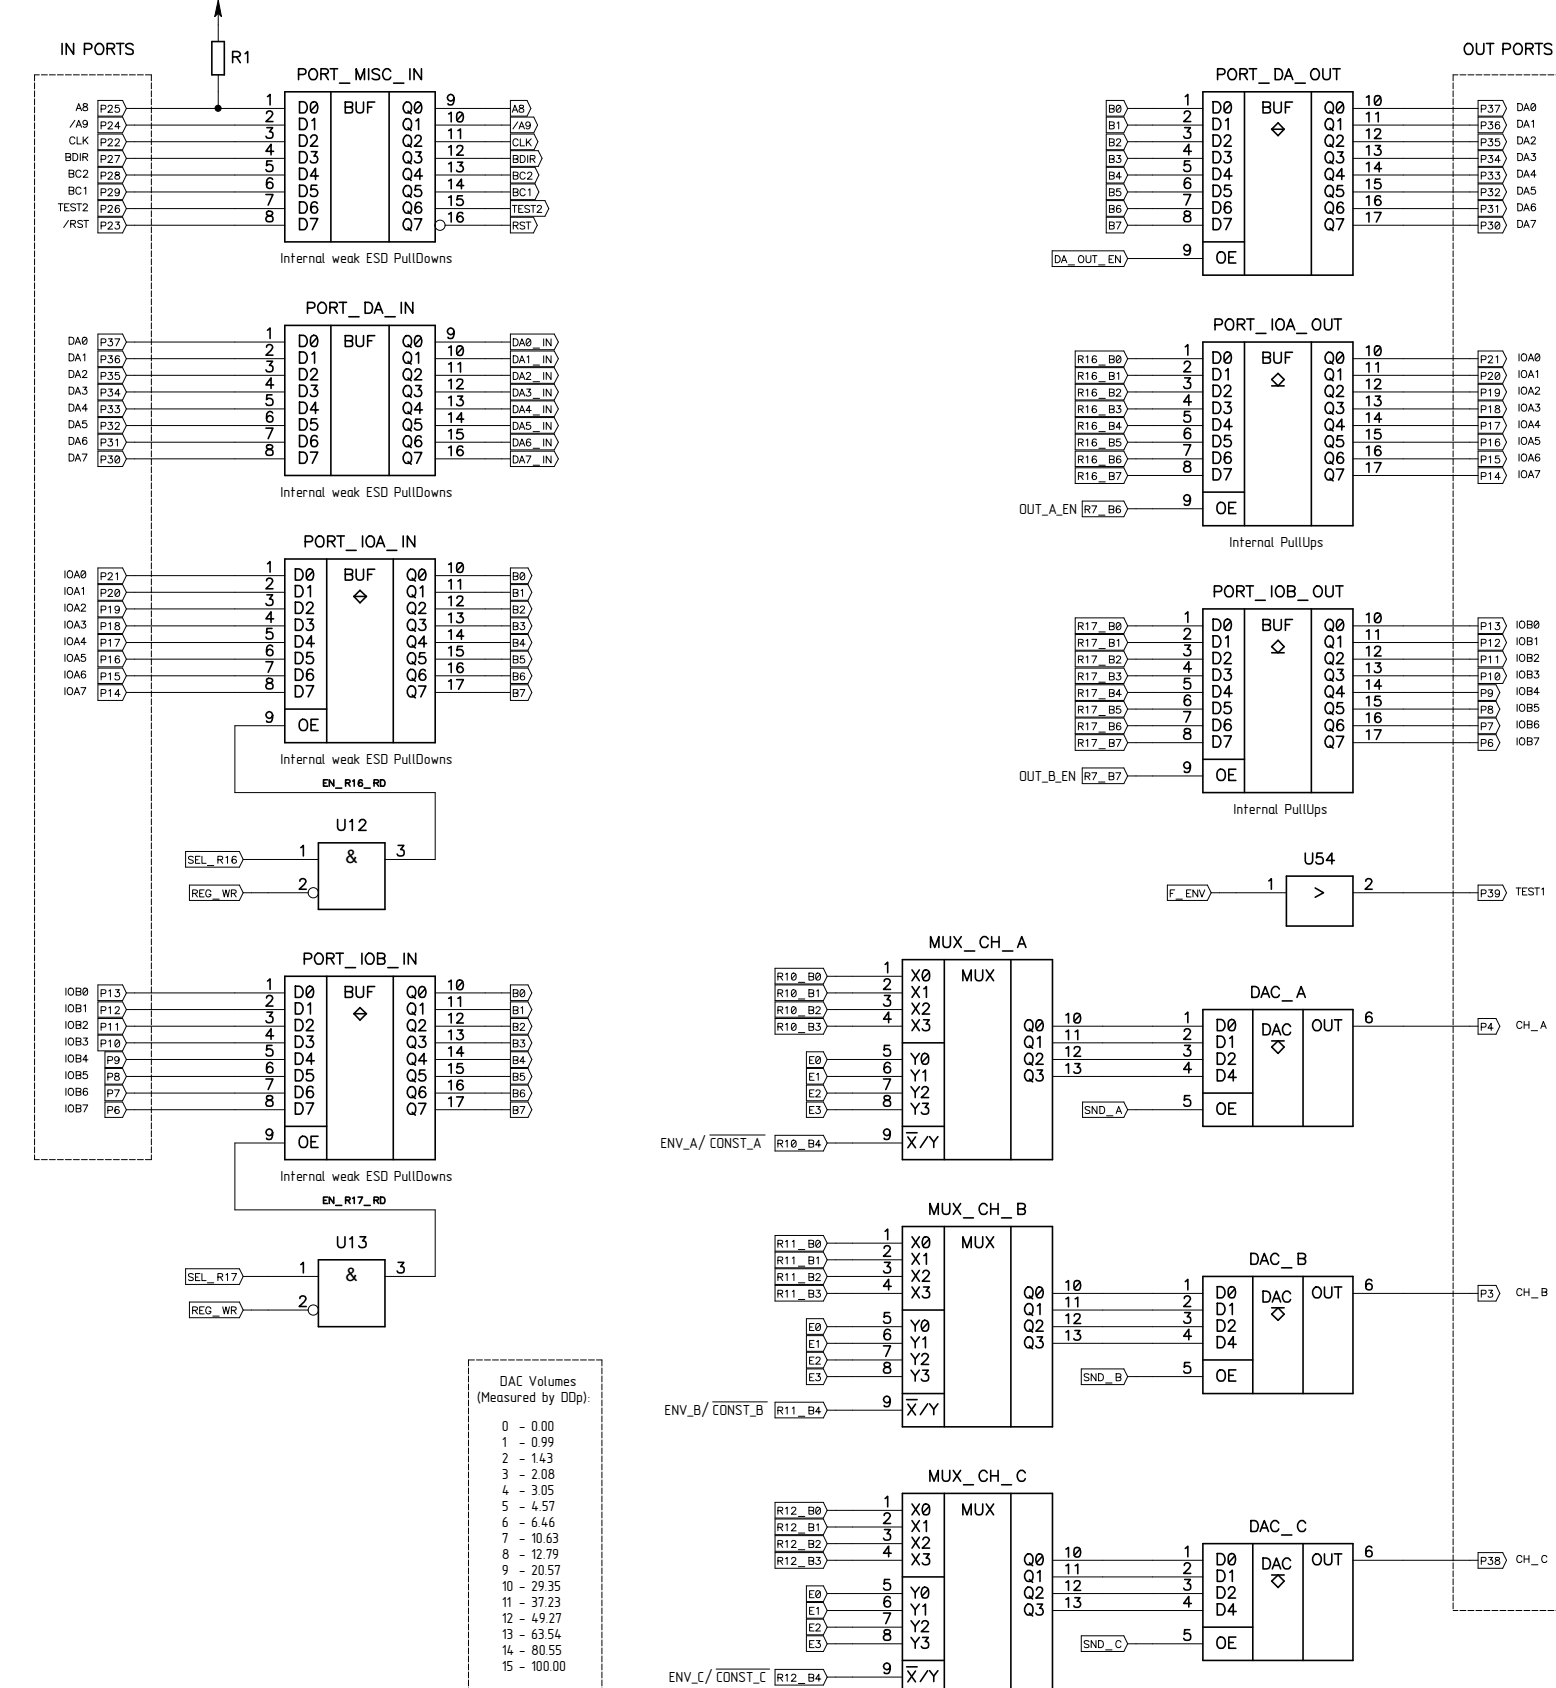 IN PORTS
R1
PORT_MISC_IN
A8 P25 1 D0 BUF Q0 9 A8
/A9 P24 2 D1 Q1 10 /A9
CLK P22 3 D2 Q2 11 CLK
BDIR P27 4 D3 Q3 12 BDIR
BC2 P28 5 D4 Q4 13 BC2
BC1 P29 6 D5 Q5 14 BC1
TEST2 P26 7 D6 Q6 15 TEST2
/RST P23 8 D7 Q7 16 RST
Internal weak ESD PullDowns
PORT_DA_IN
DA0 P37 1 D0 BUF Q0 9 DA0_IN
DA1 P36 2 D1 Q1 10 DA1_IN
DA2 P35 3 D2 Q2 11 DA2_IN
DA3 P34 4 D3 Q3 12 DA3_IN
DA4 P33 5 D4 Q4 13 DA4_IN
DA5 P32 6 D5 Q5 14 DA5_IN
DA6 P31 7 D6 Q6 15 DA6_IN
DA7 P30 8 D7 Q7 16 DA7_IN
Internal weak ESD PullDowns
PORT_IOA_IN
IOA0 P21 1 D0 BUF Q0 10 B0
IOA1 P20 2 D1 Q1 11 B1
IOA2 P19 3 D2 Q2 12 B2
IOA3 P18 4 D3 Q3 13 B3
IOA4 P17 5 D4 Q4 14 B4
IOA5 P16 6 D5 Q5 15 B5
IOA6 P15 7 D6 Q6 16 B6
IOA7 P14 8 D7 Q7 17 B7
9 OE
Internal weak ESD PullDowns
EN_R16_RD
U12
SEL_R16 1 & 3
REG_WR 2
PORT_IOB_IN
IOB0 P13 1 D0 BUF Q0 10 B0
IOB1 P12 2 D1 Q1 11 B1
IOB2 P11 3 D2 Q2 12 B2
IOB3 P10 4 D3 Q3 13 B3
IOB4 P9 5 D4 Q4 14 B4
IOB5 P8 6 D5 Q5 15 B5
IOB6 P7 7 D6 Q6 16 B6
IOB7 P6 8 D7 Q7 17 B7
9 OE
Internal weak ESD PullDowns
EN_R17_RD
U13
SEL_R17 1 & 3
REG_WR 2
DAC Volumes
(Measured by DDp):
0 - 0.00
1 - 0.99
2 - 1.43
3 - 2.08
4 - 3.05
5 - 4.57
6 - 6.46
7 - 10.63
8 - 12.79
9 - 20.57
10 - 29.35
11 - 37.23
12 - 49.27
13 - 63.54
14 - 80.55
15 - 100.00
OUT PORTS
PORT_DA_OUT
B0 1 D0 BUF Q0 10 P37 DA0
B1 2 D1 Q1 11 P36 DA1
B2 3 D2 Q2 12 P35 DA2
B3 4 D3 Q3 13 P34 DA3
B4 5 D4 Q4 14 P33 DA4
B5 6 D5 Q5 15 P32 DA5
B6 7 D6 Q6 16 P31 DA6
B7 8 D7 Q7 17 P30 DA7
DA_OUT_EN 9 OE
PORT_IOA_OUT
R16_B0 1 D0 BUF Q0 10 P21 IOA0
R16_B1 2 D1 Q1 11 P20 IOA1
R16_B2 3 D2 Q2 12 P19 IOA2
R16_B3 4 D3 Q3 13 P18 IOA3
R16_B4 5 D4 Q4 14 P17 IOA4
R16_B5 6 D5 Q5 15 P16 IOA5
R16_B6 7 D6 Q6 16 P15 IOA6
R16_B7 8 D7 Q7 17 P14 IOA7
OUT_A_EN R7_B6 9 OE
Internal PullUps
PORT_IOB_OUT
R17_B0 1 D0 BUF Q0 10 P13 IOB0
R17_B1 2 D1 Q1 11 P12 IOB1
R17_B2 3 D2 Q2 12 P11 IOB2
R17_B3 4 D3 Q3 13 P10 IOB3
R17_B4 5 D4 Q4 14 P9 IOB4
R17_B5 6 D5 Q5 15 P8 IOB5
R17_B6 7 D6 Q6 16 P7 IOB6
R17_B7 8 D7 Q7 17 P6 IOB7
OUT_B_EN R7_B7 9 OE
Internal PullUps
U54
F_ENV 1 > 2 P39 TEST1
MUX_CH_A
R10_B0 1 X0 MUX
R10_B1 2 X1
R10_B2 3 X2
R10_B3 4 X3
E0 5 Y0
E1 6 Y1
E2 7 Y2
E3 8 Y3
ENV_A/CONST_A R10_B4 9 X/Y
Q0 10
Q1 11
Q2 12
Q3 13
DAC_A
1 D0 DAC OUT 6 P4 CH_A
2 D1
3 D2
4 D4
SND_A 5 OE
MUX_CH_B
R11_B0 1 X0 MUX
R11_B1 2 X1
R11_B2 3 X2
R11_B3 4 X3
E0 5 Y0
E1 6 Y1
E2 7 Y2
E3 8 Y3
ENV_B/CONST_B R11_B4 9 X/Y
Q0 10
Q1 11
Q2 12
Q3 13
DAC_B
1 D0 DAC OUT 6 P3 CH_B
2 D1
3 D2
4 D4
SND_B 5 OE
MUX_CH_C
R12_B0 1 X0 MUX
R12_B1 2 X1
R12_B2 3 X2
R12_B3 4 X3
E0 5 Y0
E1 6 Y1
E2 7 Y2
E3 8 Y3
ENV_C/CONST_C R12_B4 9 X/Y
Q0 10
Q1 11
Q2 12
Q3 13
DAC_C
1 D0 DAC OUT 6 P38 CH_C
2 D1
3 D2
4 D4
SND_C 5 OE